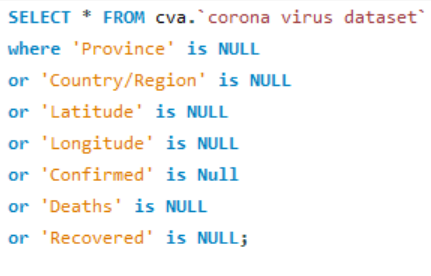 SELECT * FROM cva.`corona virus dataset`
where 'Province' is NULL
or 'Country/Region' is NULL
or 'Latitude' is NULL
or 'Longitude' is NULL
or 'Confirmed' is Null
or 'Deaths' is NULL
or 'Recovered' is NULL;